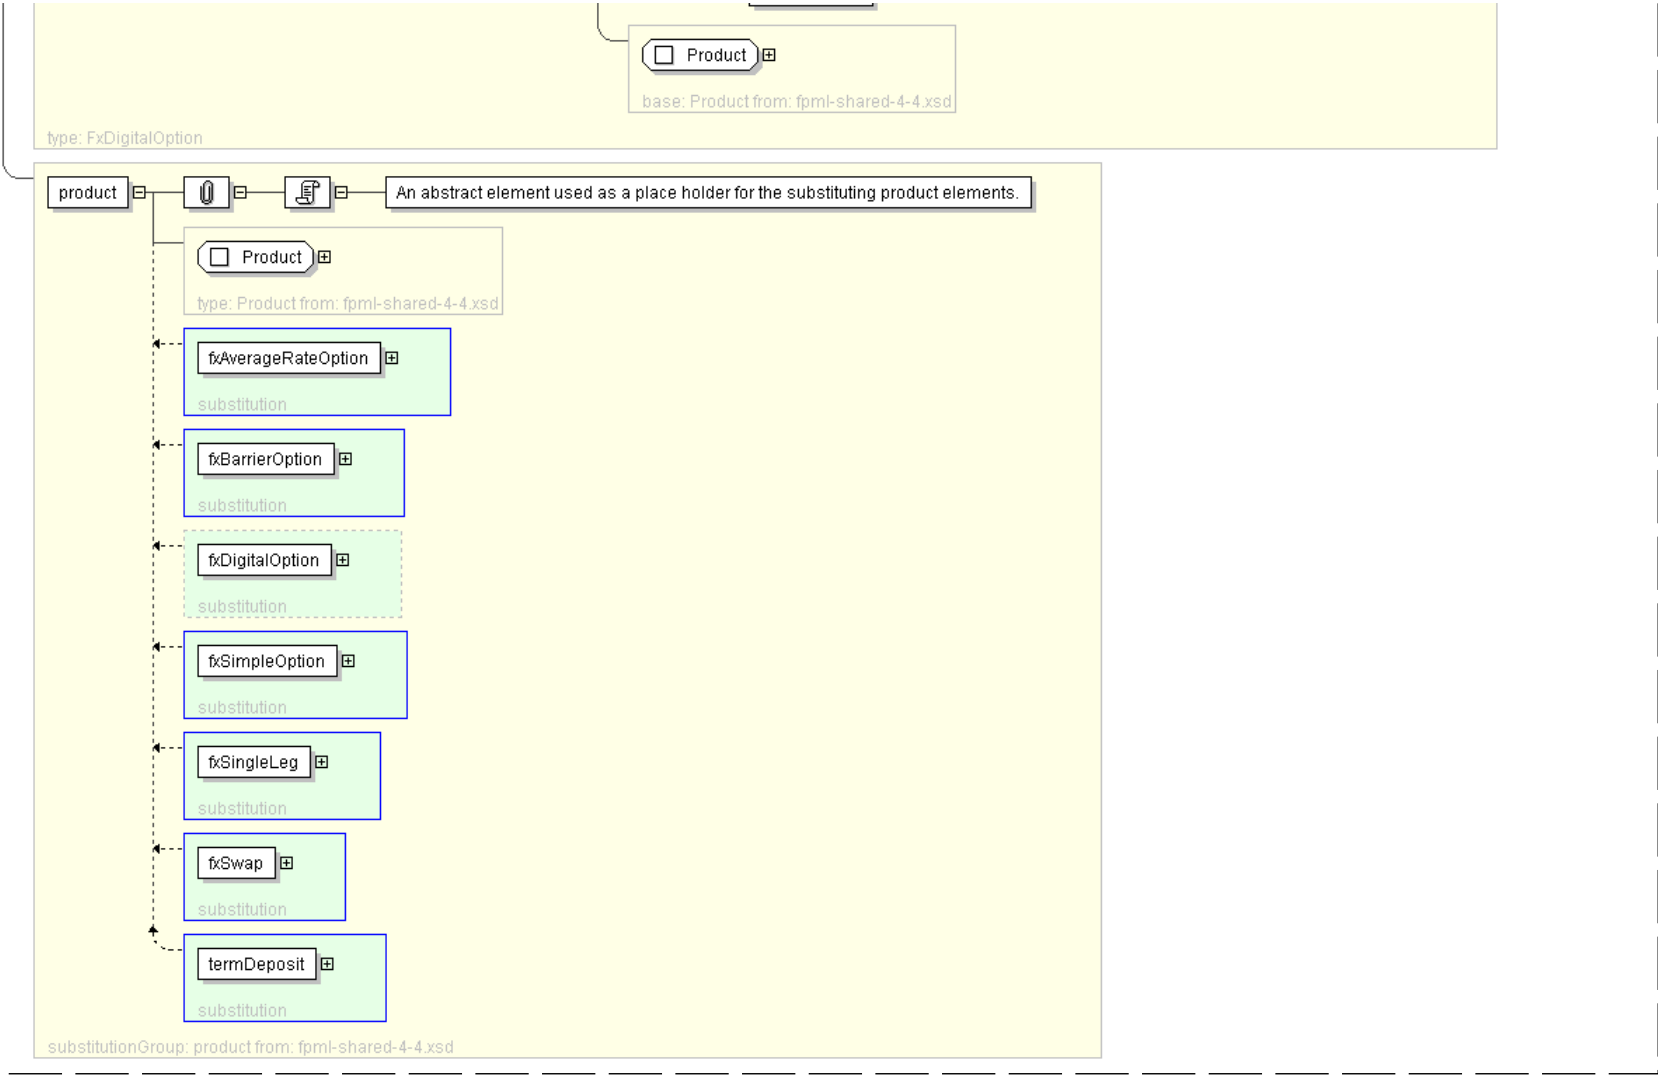 Product
base: Product from: fpml-shared-4-4.xsd
type: FxDigitalOption
product
An abstract element used as a place holder for the substituting product elements.
Product
type: Product from: fpml-shared-4-4.xsd
fxAverageRateOption
substitution
fxBarrierOption
substitution
fxDigitalOption
substitution
fxSimpleOption
substitution
fxSingleLeg
substitution
fxSwap
substitution
termDeposit
substitution
substitutionGroup: product from: fpml-shared-4-4.xsd